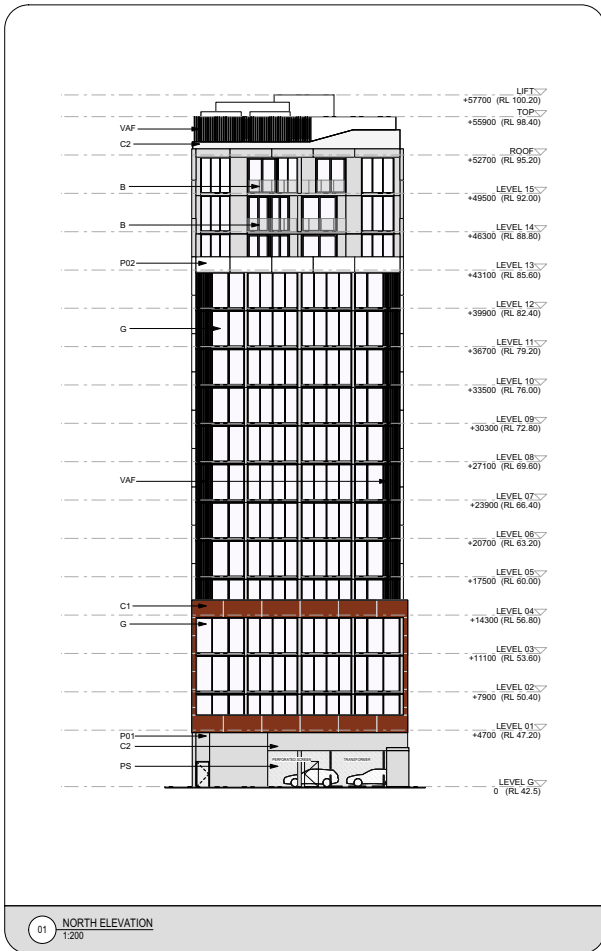 LIFT
+57700 (RL 100.20)
TOP
+55900 (RL 98.40)
VAF
C2
ROOF
+52700 (RL 95.20)
B
LEVEL 15
+49500 (RL 92.00)
B
LEVEL 14
+46300 (RL 88.80)
P02
LEVEL 13
+43100 (RL 85.60)
LEVEL 12
+39900 (RL 82.40)
G
LEVEL 11
+36700 (RL 79.20)
LEVEL 10
+33500 (RL 76.00)
LEVEL 09
+30300 (RL 72.80)
LEVEL 08
+27100 (RL 69.60)
VAF
LEVEL 07
+23900 (RL 66.40)
LEVEL 06
+20700 (RL 63.20)
LEVEL 05
+17500 (RL 60.00)
C1
LEVEL 04
+14300 (RL 56.80)
G
LEVEL 03
+11100 (RL 53.60)
LEVEL 02
+7900 (RL 50.40)
LEVEL 01
+4700 (RL 47.20)
P01
C2
PERFORATED SCREEN
TRANSFORMER
PS
LEVEL G
0 (RL 42.5)
01
NORTH ELEVATION
1:200